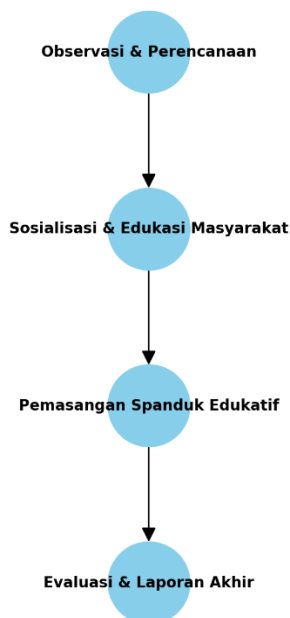 Observasi & Perencanaan
Sosialisasi & Edukasi Masyarakat
Pemasangan Spanduk Edukatif
Evaluasi & Laporan Akhir